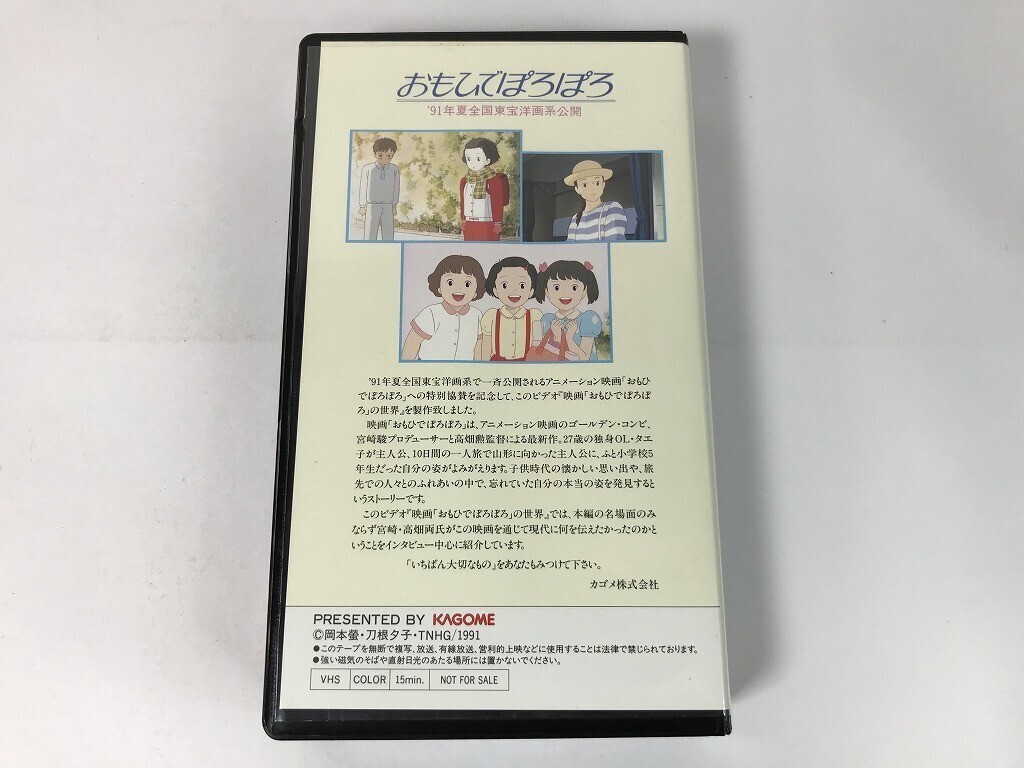 おもひでぽろぽろ
'91年夏全国東宝洋画系公開
'91年夏全国東宝洋画系で一斉公開されるアニメーション映画「おもひ
でぽろぽろ」への特別協賛を記念して、このビデオ『映画「おもひでぽろぽ
ろ」の世界』を製作致しました。
映画「おもひでぽろぽろ」は、アニメーション映画のゴールデン・コンビ、
宮崎駿プロデューサーと高畑勲監督による最新作。27歳の独身OL・タエ
子が主人公、10日間の一人旅で山形に向かった主人公に、ふと小学校5
年生だった自分の姿がよみがえります。子供時代の懐かしい思い出や、旅
先での人々とのふれあいの中で、忘れていた自分の本当の姿を発見すると
いうストーリーです。
このビデオ『映画「おもひでぽろぽろ」の世界』では、本編の名場面のみ
ならず宮崎・高畑両氏がこの映画を通じて現代に何を伝えたかったのかと
いうことをインタビュー中心に紹介しています。
「いちばん大切なもの」をあなたもみつけて下さい。
カゴメ株式会社
PRESENTED BY KAGOME
©岡本螢・刀根夕子・TNHG/1991
●このテープを無断で複写、放送、有線放送、営利的上映などに使用することは法律で禁じられております。
●強い磁気のそばや直射日光のあたる場所には置かないでください。
VHS COLOR 15min. NOT FOR SALE